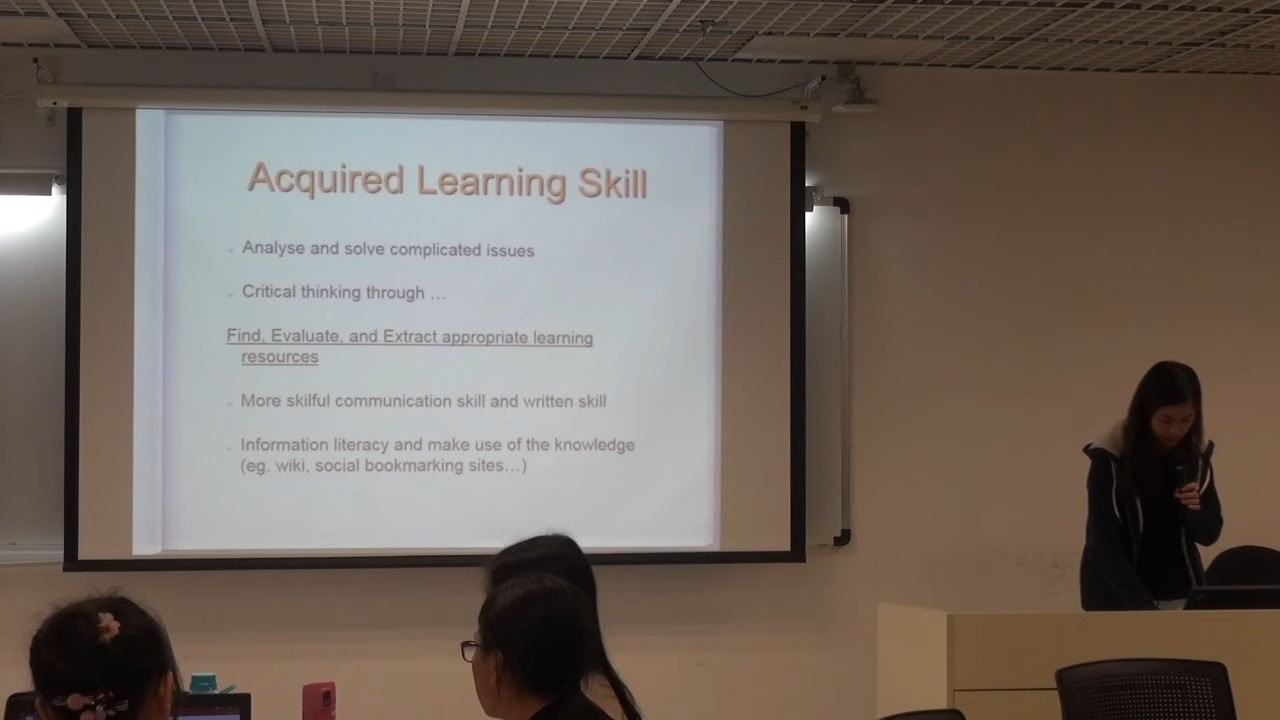 Acquired Learning Skill
- Analyse and solve complicated issues
- Critical thinking through …
Find, Evaluate, and Extract appropriate learning
resources
- More skilful communication skill and written skill
- Information literacy and make use of the knowledge
(eg. wiki, social bookmarking sites…)